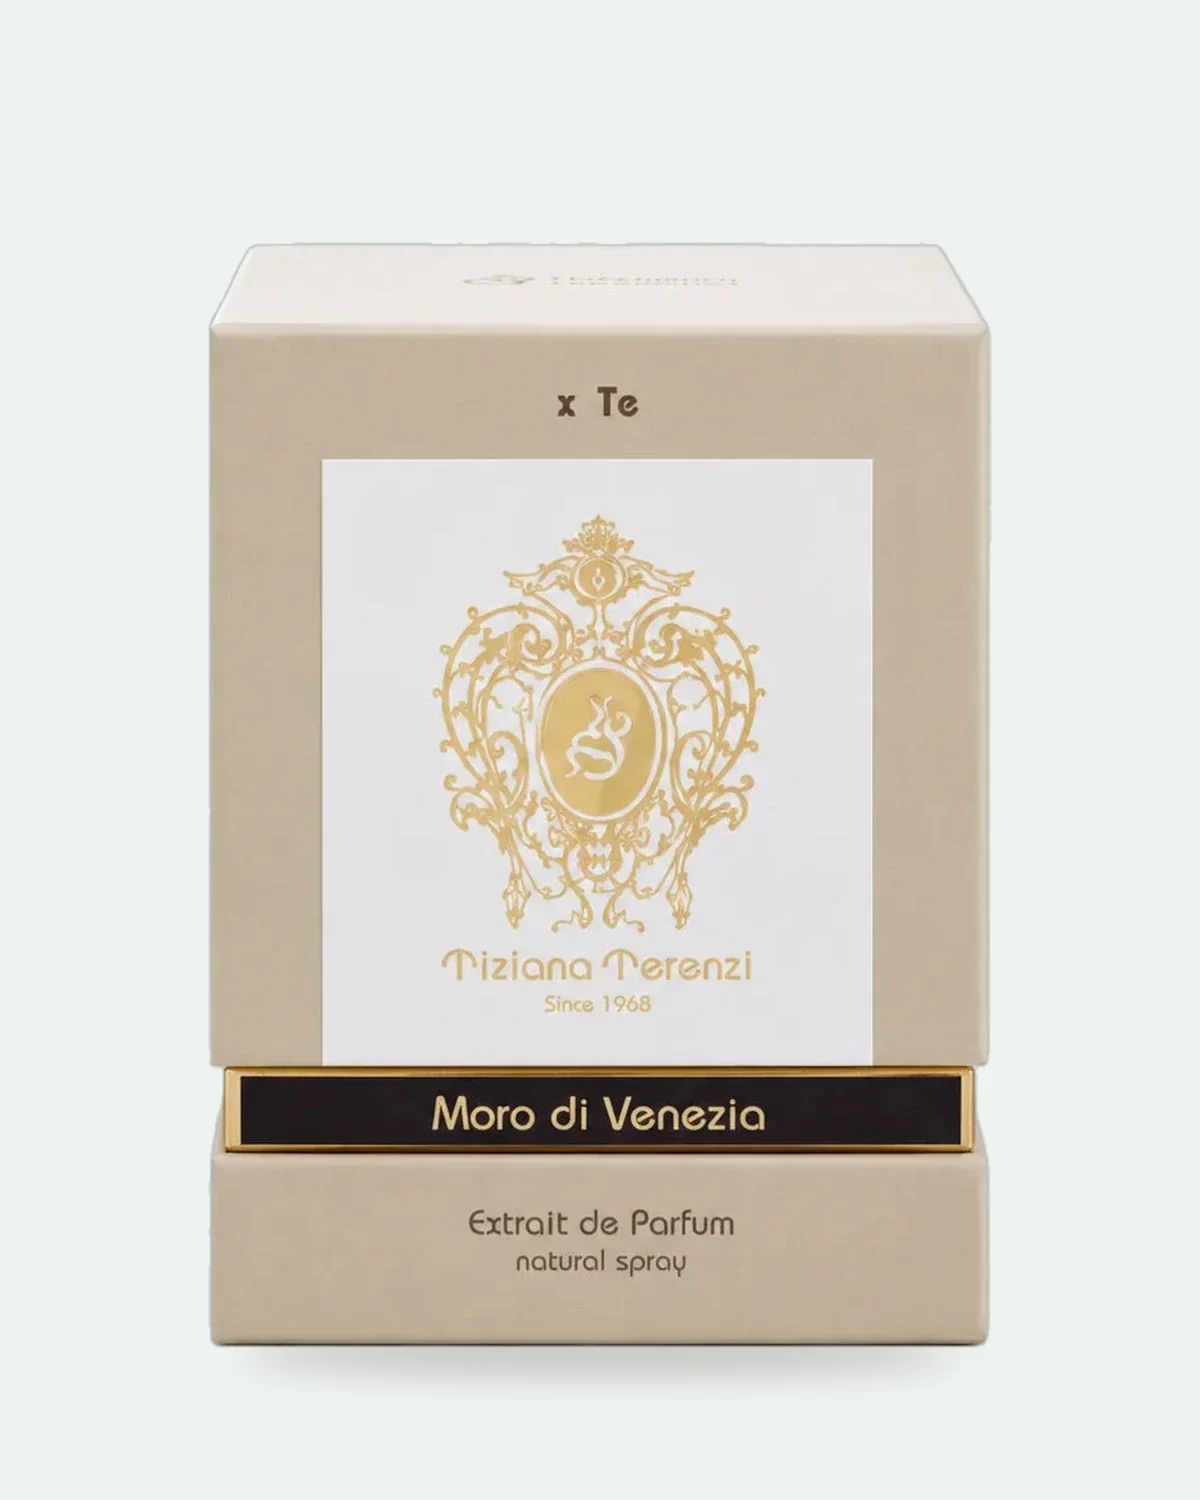 x Te
Tiziana Terenzi
Since 1968
Moro di Venezia
Extrait de Parfum
natural spray